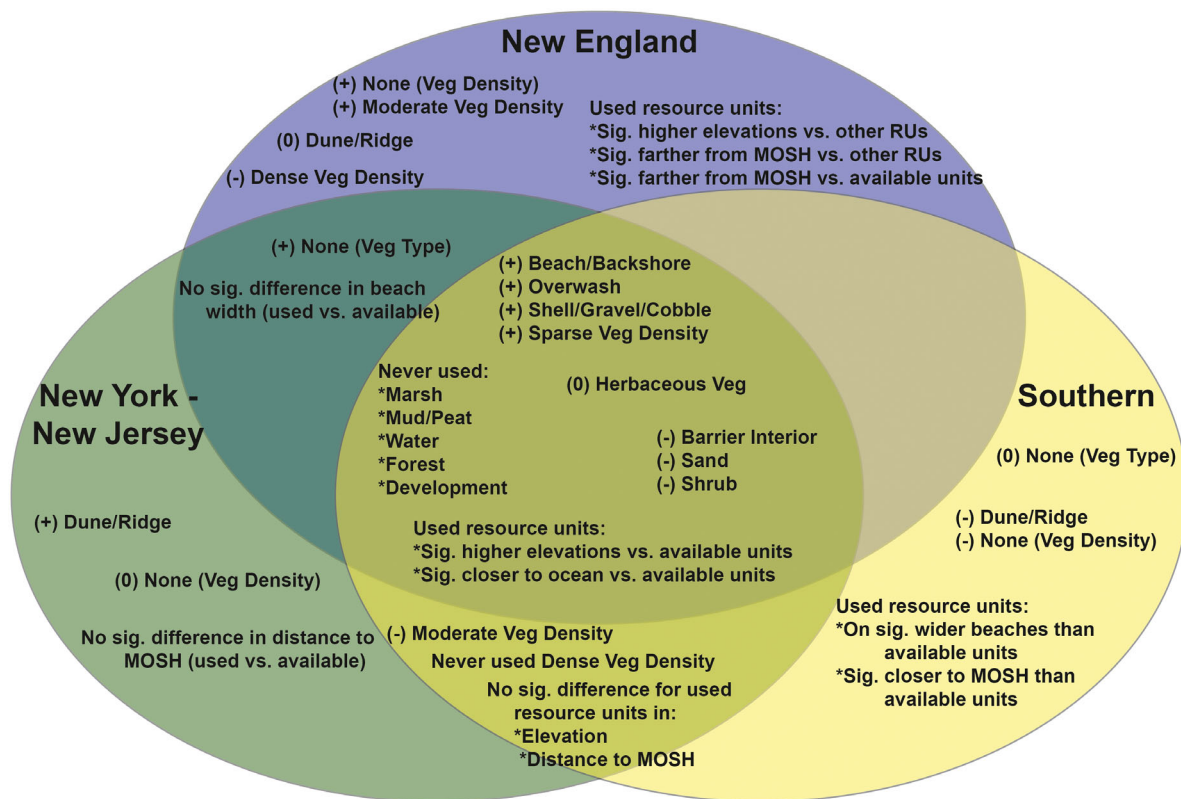 New England
(+) None (Veg Density)
(+) Moderate Veg Density
(0) Dune/Ridge
(-) Dense Veg Density
Used resource units:
*Sig. higher elevations vs. other RUs
*Sig. farther from MOSH vs. other RUs
*Sig. farther from MOSH vs. available units
(+) None (Veg Type)
No sig. difference in beach
width (used vs. available)
(+) Beach/Backshore
(+) Overwash
(+) Shell/Gravel/Cobble
(+) Sparse Veg Density
Never used:
*Marsh
*Mud/Peat
*Water
*Forest
*Development
(0) Herbaceous Veg
(-) Barrier Interior
(-) Sand
(-) Shrub
Used resource units:
*Sig. higher elevations vs. available units
*Sig. closer to ocean vs. available units
New York -
New Jersey
(+) Dune/Ridge
(0) None (Veg Density)
No sig. difference in distance to
MOSH (used vs. available)
(-) Moderate Veg Density
Never used Dense Veg Density
No sig. difference for used
resource units in:
*Elevation
*Distance to MOSH
Southern
(0) None (Veg Type)
(-) Dune/Ridge
(-) None (Veg Density)
Used resource units:
*On sig. wider beaches than
available units
*Sig. closer to MOSH than
available units